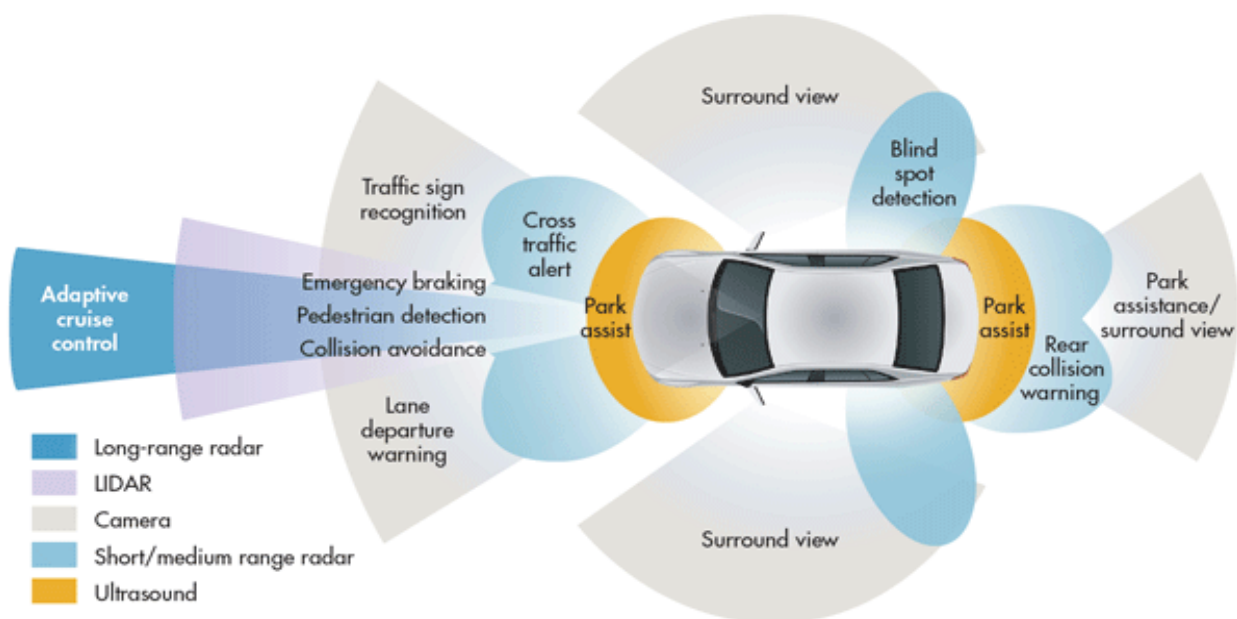 Surround view
Blind
spot
detection
Traffic sign
recognition
Cross
traffic
alert
Adaptive
cruise
control
Emergency braking
Pedestrian detection
Collision avoidance
Park
assist
Park
assist
Park
assistance/
surround view
Rear
collision
warning
Lane
departure
warning
Surround view
Long-range radar
LIDAR
Camera
Short/medium range radar
Ultrasound